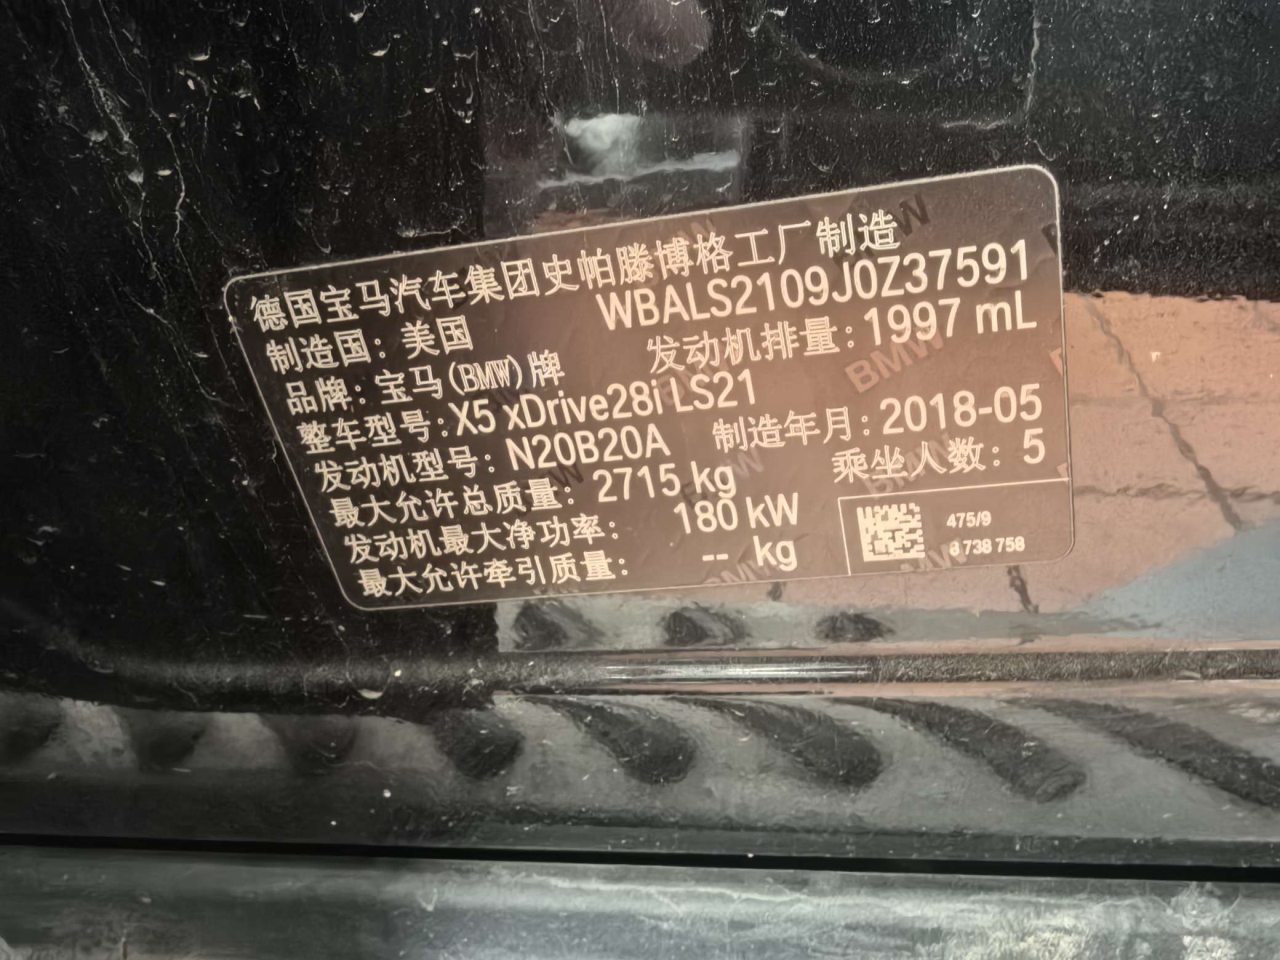 德国宝马汽车集团史帕滕博格工厂制造
制造国：美国 WBALS2109J0Z37591
品牌：宝马(BMW)牌 发动机排量：1997 mL
整车型号：X5 xDrive28i LS21
发动机型号：N20B20A 制造年月：2018-05
最大允许总质量：2715 kg 乘坐人数：5
发动机最大净功率： 180 kW
最大允许牵引质量： -- kg
475/9
8 738 758